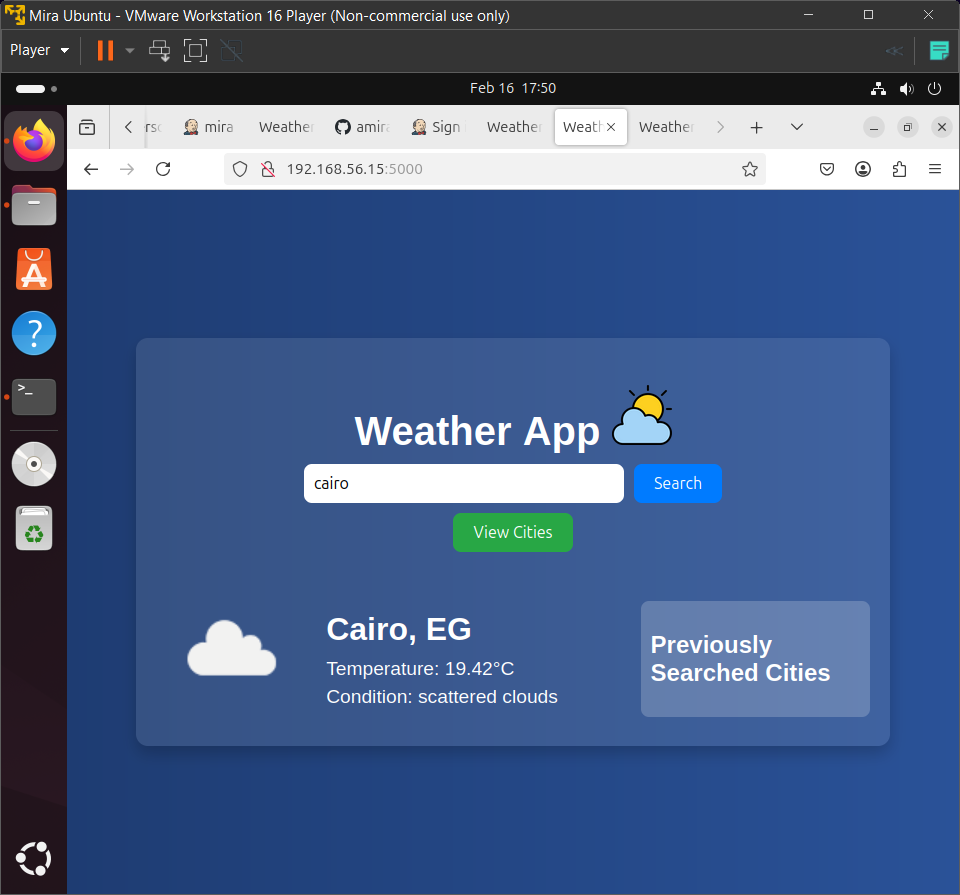 Mira Ubuntu - VMware Workstation 16 Player (Non-commercial use only)
Player
Feb 16 17:50
mira
Weather
amira
Sign
Weather
Weath
Weather
192.168.56.15:5000
Weather App
cairo
Search
View Cities
Cairo, EG
Temperature: 19.42°C
Condition: scattered clouds
Previously
Searched Cities